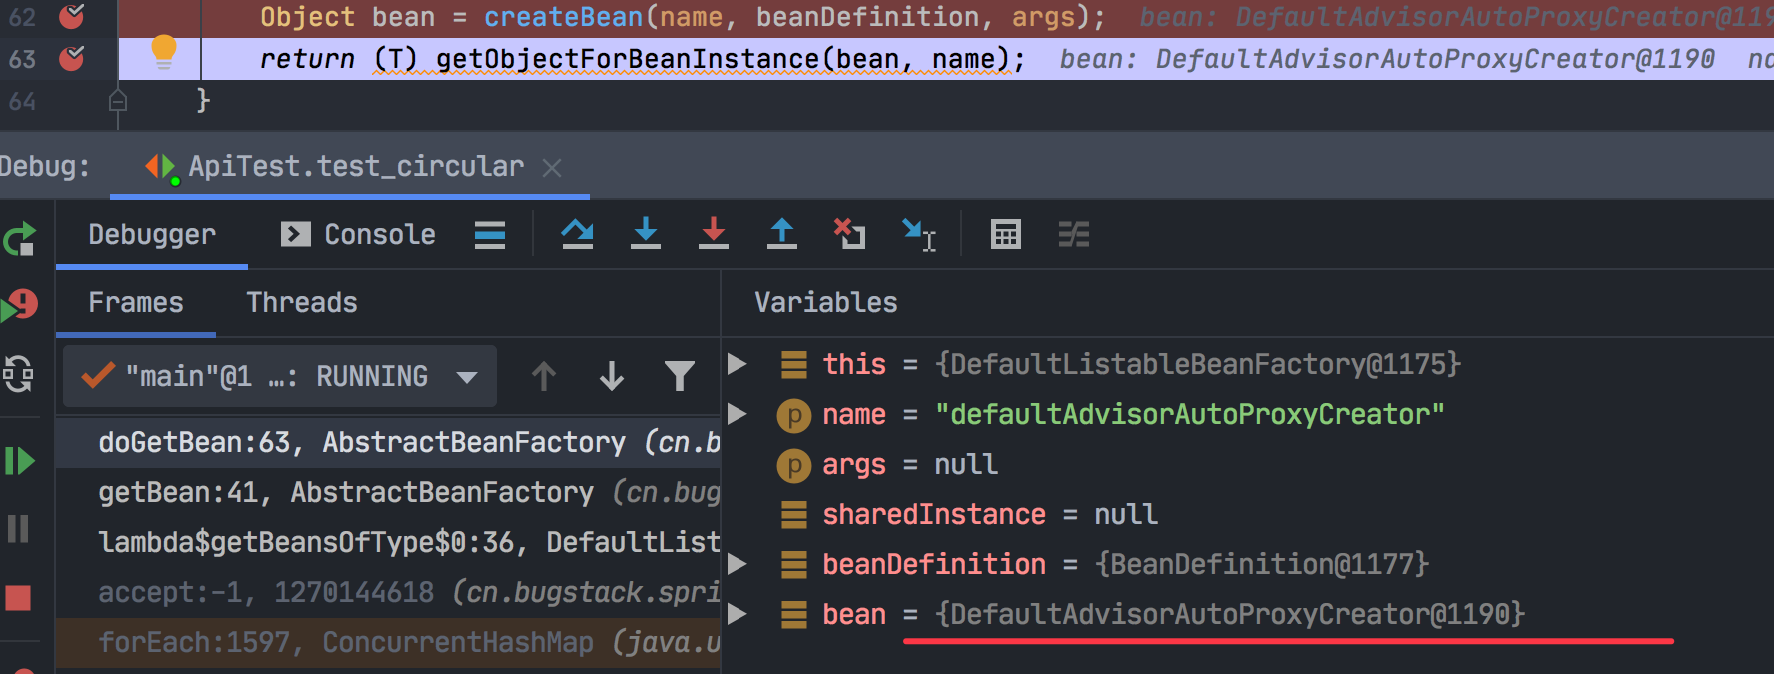 62 Object bean = createBean(name, beanDefinition, args); bean: DefaultAdvisorAutoProxyCreator@119
63 return (T) getObjectForBeanInstance(bean, name); bean: DefaultAdvisorAutoProxyCreator@1190 na
64 }
Debug: ApiTest.test_circular
Debugger Console
Frames Threads
Variables
"main"@1 ...: RUNNING
this = {DefaultListableBeanFactory@1175}
p name = "defaultAdvisorAutoProxyCreator"
p args = null
sharedInstance = null
beanDefinition = {BeanDefinition@1177}
bean = {DefaultAdvisorAutoProxyCreator@1190}
doGetBean:63, AbstractBeanFactory (cn.b
getBean:41, AbstractBeanFactory (cn.bug
lambda$getBeansOfType$0:36, DefaultList
accept:-1, 1270144618 (cn.bugstack.spri
forEach:1597, ConcurrentHashMap (java.u